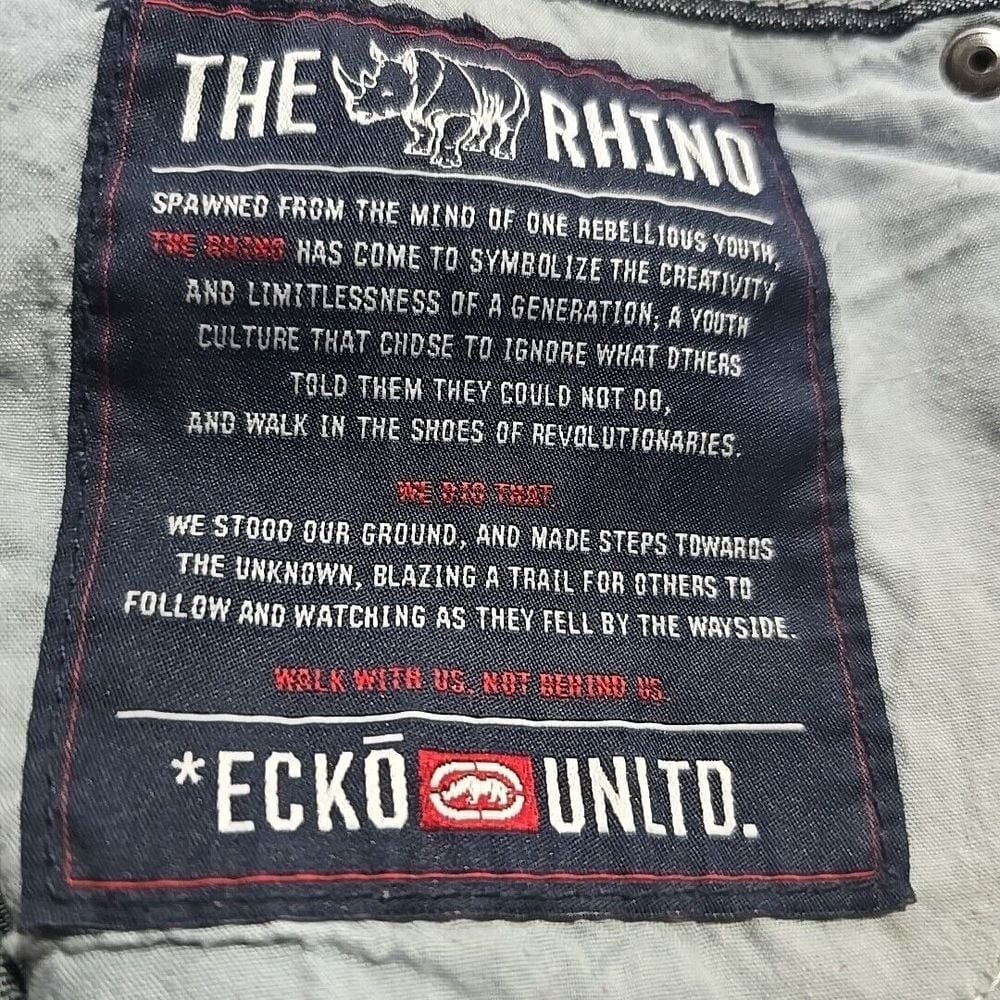 THE RHINO
SPAWNED FROM THE MIND OF ONE REBELLIOUS YOUTH,
THE RHINO HAS COME TO SYMBOLIZE THE CREATIVITY
AND LIMITLESSNESS OF A GENERATION; A YOUTH
CULTURE THAT CHOSE TO IGNORE WHAT OTHERS
TOLD THEM THEY COULD NOT DO,
AND WALK IN THE SHOES OF REVOLUTIONARIES.
WE DID THAT
WE STOOD OUR GROUND, AND MADE STEPS TOWARDS
THE UNKNOWN, BLAZING A TRAIL FOR OTHERS TO
FOLLOW AND WATCHING AS THEY FELL BY THE WAYSIDE.
WALK WITH US. NOT BEHIND US.
*ECKŌ UNLTD.